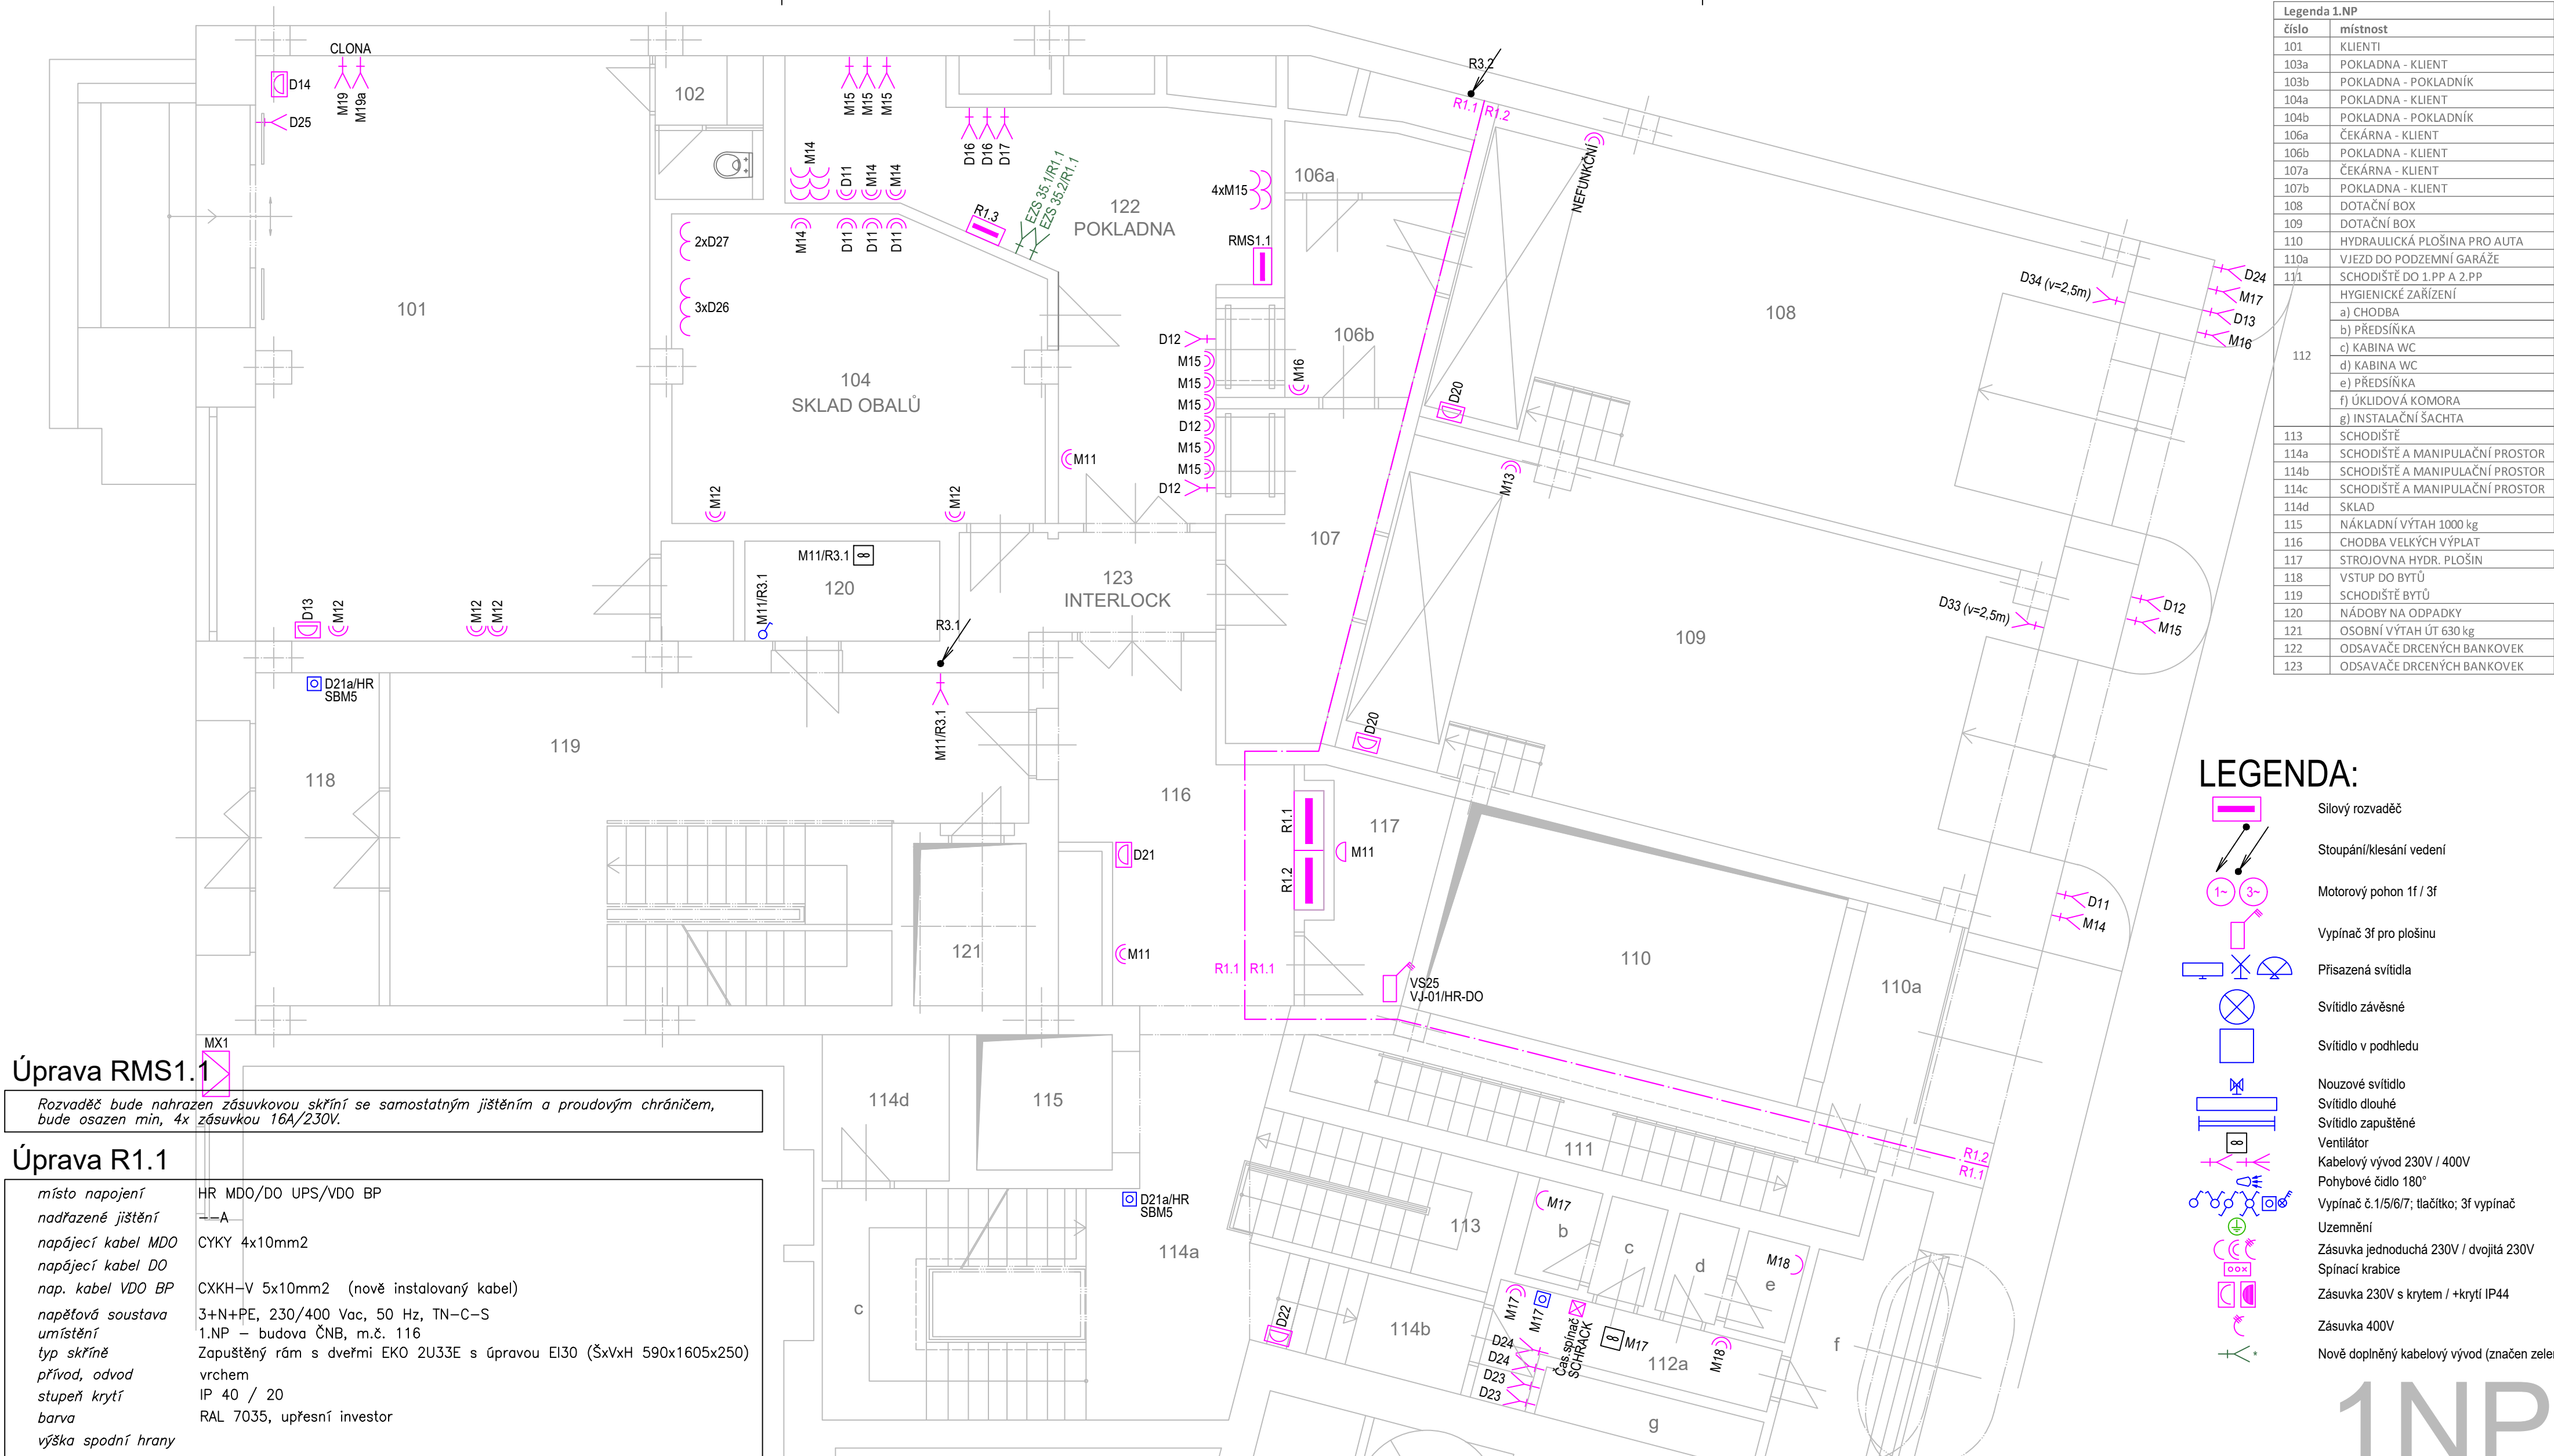 Legenda 1.NP
číslo místnost
101 KLIENTI
103a POKLADNA - KLIENT
103b POKLADNA - POKLADNÍK
104a POKLADNA - KLIENT
104b POKLADNA - POKLADNÍK
106a ČEKÁRNA - KLIENT
106b POKLADNA - KLIENT
107a ČEKÁRNA - KLIENT
107b POKLADNA - KLIENT
108 DOTAČNÍ BOX
109 DOTAČNÍ BOX
110 HYDRAULICKÁ PLOŠINA PRO AUTA
110a VJEZD DO PODZEMNÍ GARÁŽE
111 SCHODIŠTĚ DO 1.PP A 2.PP
112 HYGIENICKÉ ZAŘÍZENÍ
a) CHODBA
b) PŘEDSÍŇKA
c) KABINA WC
d) KABINA WC
e) PŘEDSÍŇKA
f) ÚKLIDOVÁ KOMORA
g) INSTALAČNÍ ŠACHTA
113 SCHODIŠTĚ
114a SCHODIŠTĚ A MANIPULAČNÍ PROSTOR
114b SCHODIŠTĚ A MANIPULAČNÍ PROSTOR
114c SCHODIŠTĚ A MANIPULAČNÍ PROSTOR
114d SKLAD
115 NÁKLADNÍ VÝTAH 1000 kg
116 CHODBA VELKÝCH VÝPLAT
117 STROJOVNA HYDR. PLOŠIN
118 VSTUP DO BYTŮ
119 SCHODIŠTĚ BYTŮ
120 NÁDOBY NA ODPADKY
121 OSOBNÍ VÝTAH ÚT 630 kg
122 ODSAVAČE DRCENÝCH BANKOVEK
123 ODSAVAČE DRCENÝCH BANKOVEK
CLONA
D14
M19
M19a
D25
102
M15
M15
M15
D16
D16
D17
M14
D11
M14
M14
M14
D11
D11
D11
R1.3
EZS 35.1/R1.1
EZS 35.2/R1.1
122
POKLADNA
4xM15
106a
RMS1.1
R3.2
R1.1
R1.2
NEFUNKČNÍ
2xD27
3xD26
101
104
SKLAD OBALŮ
D12
M15
M15
M15
D12
M15
M15
D12
M16
106b
108
D34 (v=2,5m)
D24
M17
D13
M16
D20
M11
M12
M12
M13
107
M11/R3.1
M11/R3.1
120
123
INTERLOCK
R3.1
D13
M12
M12
M12
109
D33 (v=2,5m)
D12
M15
D21a/HR
SBM5
M11/R3.1
118
119
116
D20
R1.1
R1.2
117
M11
D21
121
M11
R1.1
R1.1
VS25
VJ-01/HR-DO
110
110a
D11
M14
MX1
114d
115
111
R1.2
R1.1
D21a/HR
SBM5
114a
c
113
M17
b
c
d
e
M18
M17
M17
Čas.spínač
SCHRACK
M17
112a
M18
D22
114b
D24
D24
D23
D23
f
g
Úprava RMS1.1
Rozvaděč bude nahrazen zásuvkovou skříní se samostatným jištěním a proudovým chráničem,
bude osazen min, 4x zásuvkou 16A/230V.
Úprava R1.1
místo napojení HR MDO/DO UPS/VDO BP
nadřazené jištění --A
napájecí kabel MDO CYKY 4x10mm2
napájecí kabel DO
nap. kabel VDO BP CXKH-V 5x10mm2 (nově instalovaný kabel)
napěťová soustava 3+N+PE, 230/400 Vac, 50 Hz, TN-C-S
umístění 1.NP - budova ČNB, m.č. 116
typ skříně Zapuštěný rám s dveřmi EKO 2U33E s úpravou EI30 (ŠxVxH 590x1605x250)
přívod, odvod vrchem
stupeň krytí IP 40 / 20
barva RAL 7035, upřesní investor
výška spodní hrany
LEGENDA:
Silový rozvaděč
Stoupání/klesání vedení
1~ 3~ Motorový pohon 1f / 3f
Vypínač 3f pro plošinu
Přisazená svítidla
Svítidlo závěsné
Svítidlo v podhledu
Nouzové svítidlo
Svítidlo dlouhé
Svítidlo zapuštěné
Ventilátor
Kabelový vývod 230V / 400V
Pohybové čidlo 180°
Vypínač č.1/5/6/7; tlačítko; 3f vypínač
Uzemnění
Zásuvka jednoduchá 230V / dvojitá 230V
Spínací krabice
Zásuvka 230V s krytem / +krytí IP44
Zásuvka 400V
* Nově doplněný kabelový vývod (značen zele
1NP